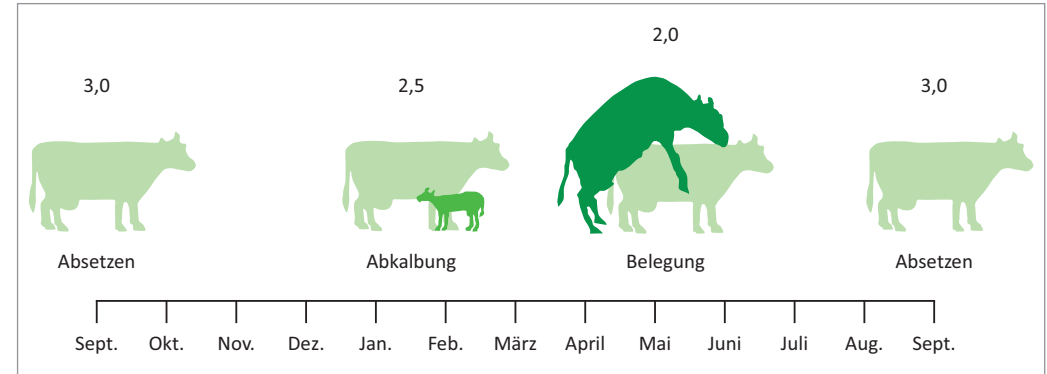 2,0
3,0 2,5 3,0
Absetzen Abkalbung Belegung Absetzen
Sept. Okt. Nov. Dez. Jan. Feb. März April Mai Juni Juli Aug. Sept.